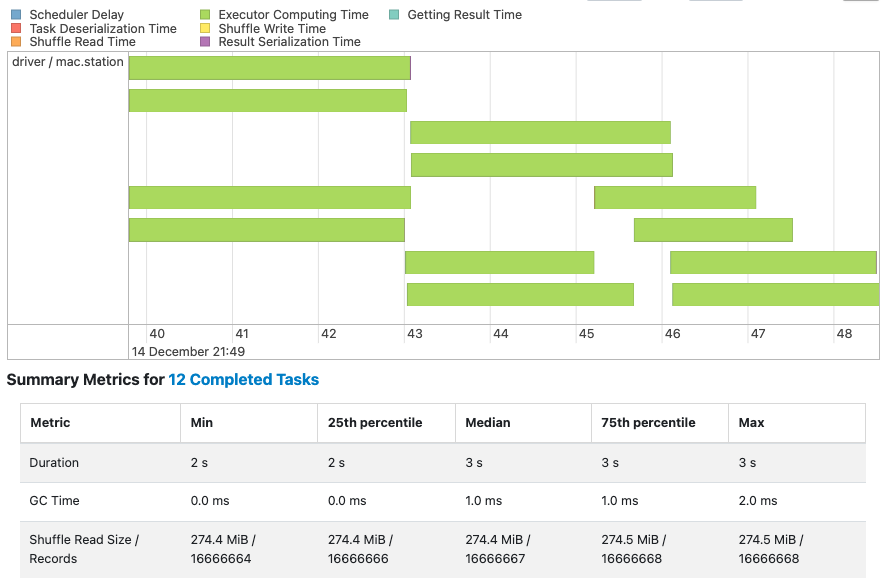 Scheduler Delay
Executor Computing Time
Getting Result Time
Task Deserialization Time
Shuffle Write Time
Shuffle Read Time
Result Serialization Time
driver / mac.station
40 41 42 43 44 45 46 47 48
14 December 21:49
Summary Metrics for 12 Completed Tasks
Metric Min 25th percentile Median 75th percentile Max
Duration 2 s 2 s 3 s 3 s 3 s
GC Time 0.0 ms 0.0 ms 1.0 ms 1.0 ms 2.0 ms
Shuffle Read Size / 274.4 MiB / 274.4 MiB / 274.4 MiB / 274.5 MiB / 274.5 MiB /
Records 16666664 16666666 16666667 16666668 16666668